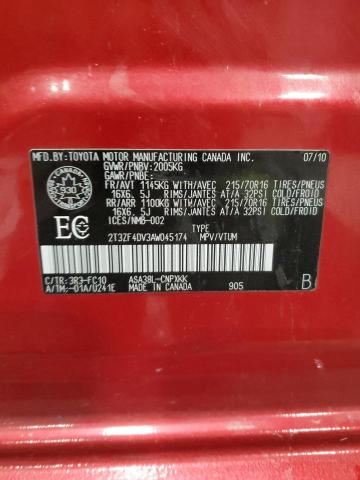 MFD.BY:TOYOTA MOTOR MANUFACTURING CANADA INC. 07/10
GVWR/PNBV:2005KG
GAWR/PNBE:
FR/AVT 1145KG WITH/AVEC 215/70R16 TIRES/PNEUS
16X6. 5J RIMS/JANTES AT/A 32PSI COLD/FROID
RR/ARR 1100KG WITH/AVEC 215/70R16 TIRES/PNEUS
16X6. 5J RIMS/JANTES AT/A 32PSI COLD/FROID
ICES/NMB-002
930
EC
2T3ZF4DV3AW045174 MPV/VTUM
C/TR: 3R3-FC10 ASA38L-CNPXKK
A/TM:-01A/U241E MADE IN CANADA 905 B